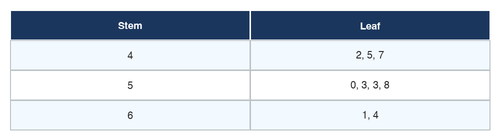 Stem Leaf
4 2, 5, 7
5 0, 3, 3, 8
6 1, 4